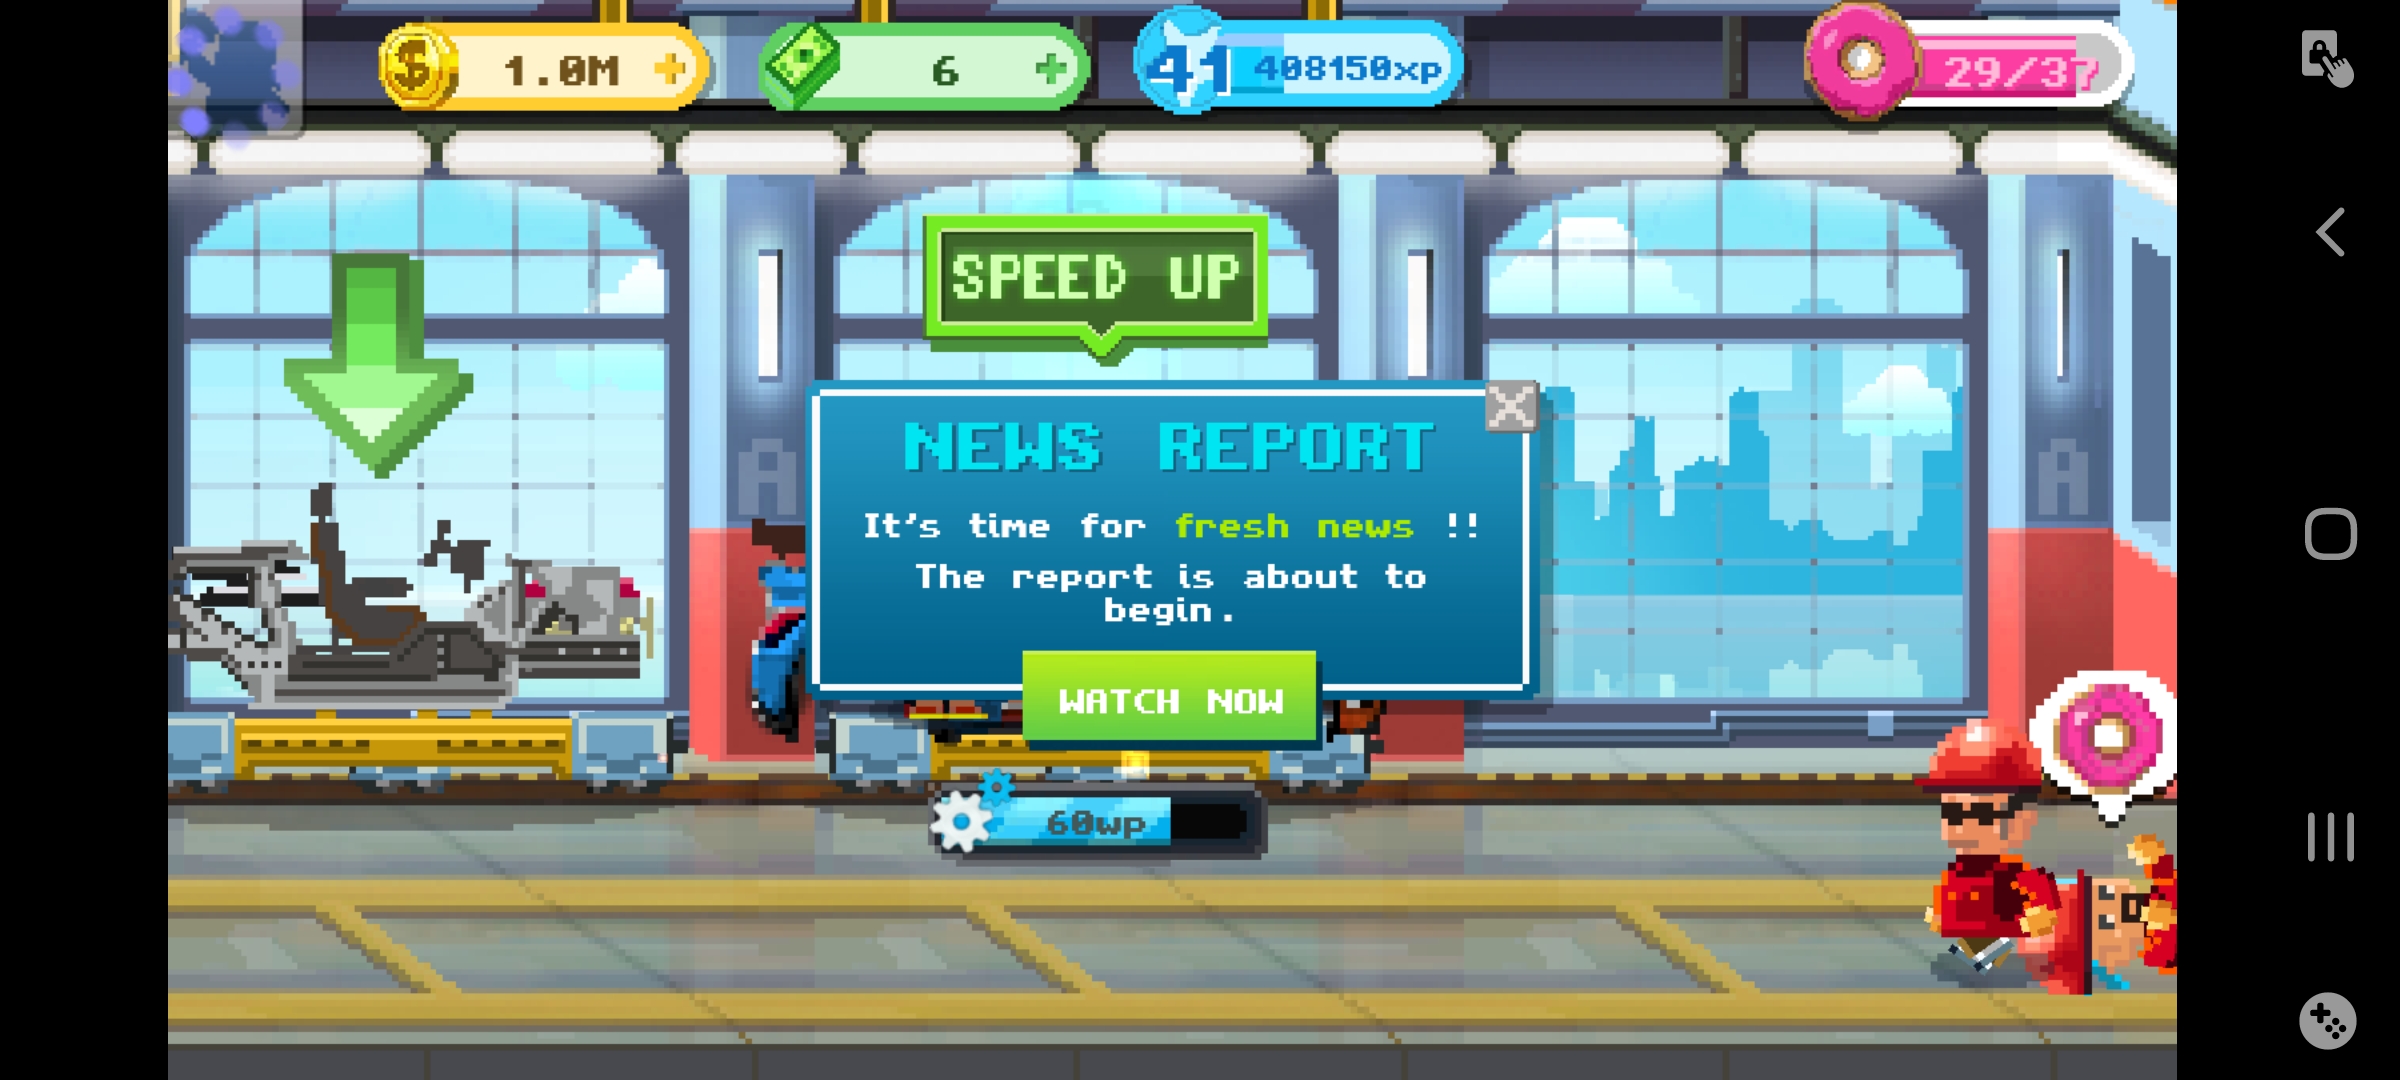 1.0M
6
41 408150xp
29/37
SPEED UP
A
A
NEWS REPORT
It's time for fresh news !!
The report is about to
begin.
WATCH NOW
60wp